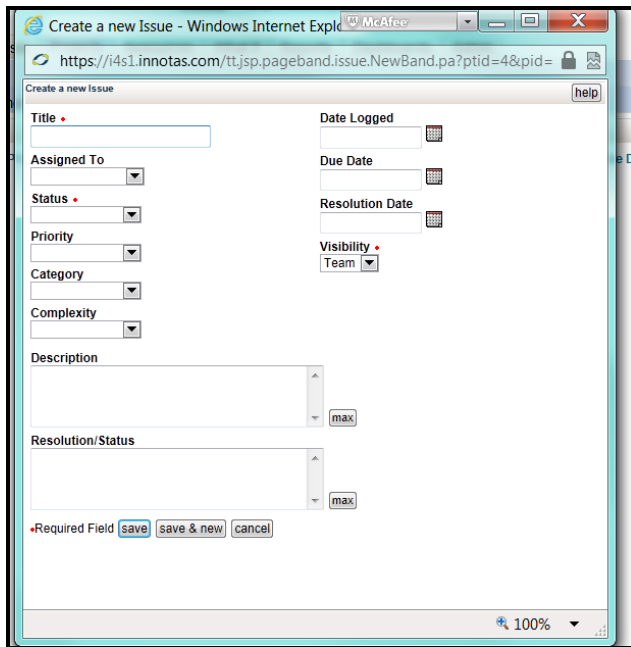 Create a new Issue - Windows Internet Explo
McAfee
https://i4s1.innotas.com/tt.jsp.pageband.issue.NewBand.pa?ptid=4&pid=
Create a new Issue
help
Title •
Date Logged
Assigned To
Due Date
Status •
Resolution Date
Priority
Visibility •
Team
Category
Complexity
Description
max
Resolution/Status
max
•Required Field save save & new cancel
100%